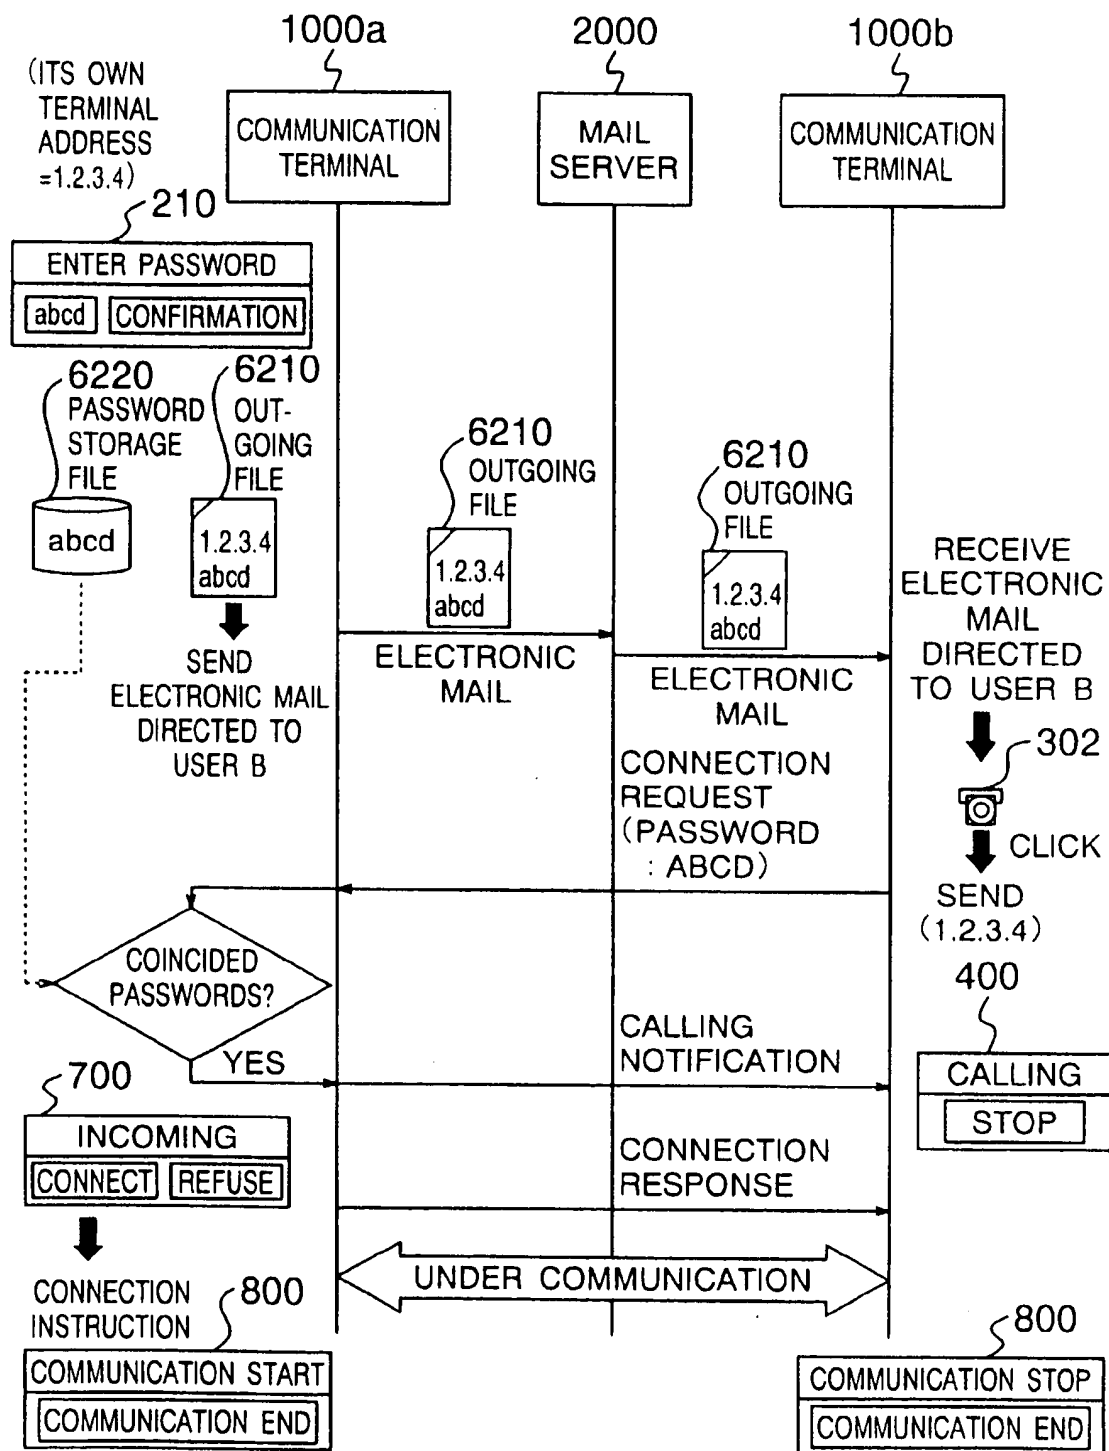 1000a
2000
1000b
(ITS OWN
TERMINAL
ADDRESS
=1.2.3.4)
COMMUNICATION
TERMINAL
MAIL
SERVER
COMMUNICATION
TERMINAL
210
ENTER PASSWORD
abcd
CONFIRMATION
6220
PASSWORD
STORAGE
FILE
abcd
6210
OUT-
GOING
FILE
1.2.3.4
abcd
SEND
ELECTRONIC MAIL
DIRECTED TO
USER B
6210
OUTGOING
FILE
1.2.3.4
abcd
ELECTRONIC
MAIL
6210
OUTGOING
FILE
1.2.3.4
abcd
ELECTRONIC
MAIL
RECEIVE
ELECTRONIC
MAIL
DIRECTED
TO USER B
302
CLICK
SEND
(1.2.3.4)
CONNECTION
REQUEST
(PASSWORD
: ABCD)
COINCIDED
PASSWORDS?
YES
CALLING
NOTIFICATION
400
CALLING
STOP
700
INCOMING
CONNECT
REFUSE
CONNECTION
RESPONSE
UNDER COMMUNICATION
CONNECTION
INSTRUCTION
800
COMMUNICATION START
COMMUNICATION END
800
COMMUNICATION STOP
COMMUNICATION END